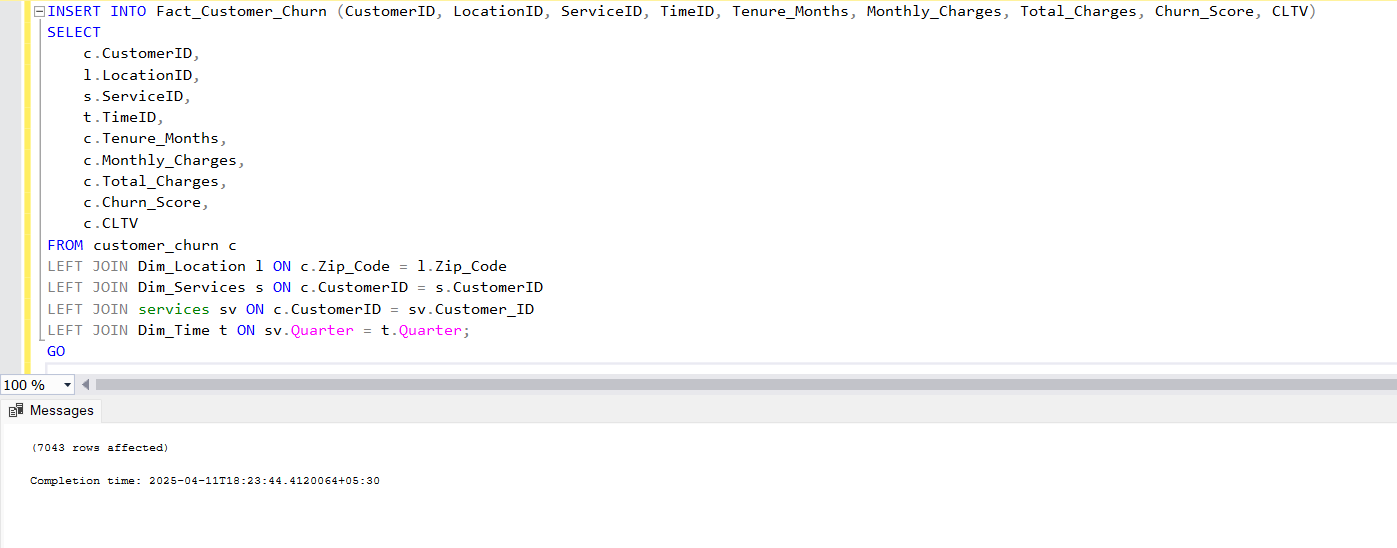 INSERT INTO Fact_Customer_Churn (CustomerID, LocationID, ServiceID, TimeID, Tenure_Months, Monthly_Charges, Total_Charges, Churn_Score, CLTV)
SELECT
    c.CustomerID,
    l.LocationID,
    s.ServiceID,
    t.TimeID,
    c.Tenure_Months,
    c.Monthly_Charges,
    c.Total_Charges,
    c.Churn_Score,
    c.CLTV
FROM customer_churn c
LEFT JOIN Dim_Location l ON c.Zip_Code = l.Zip_Code
LEFT JOIN Dim_Services s ON c.CustomerID = s.CustomerID
LEFT JOIN services sv ON c.CustomerID = sv.Customer_ID
LEFT JOIN Dim_Time t ON sv.Quarter = t.Quarter;
GO
100 %
Messages
(7043 rows affected)
Completion time: 2025-04-11T18:23:44.4120064+05:30